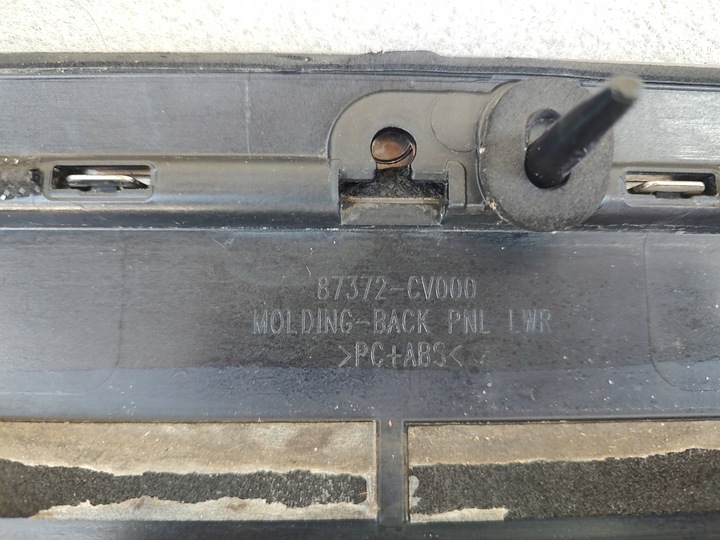 87372-CV000
MOLDING-BACK PNL LWR
>PC+ABS<